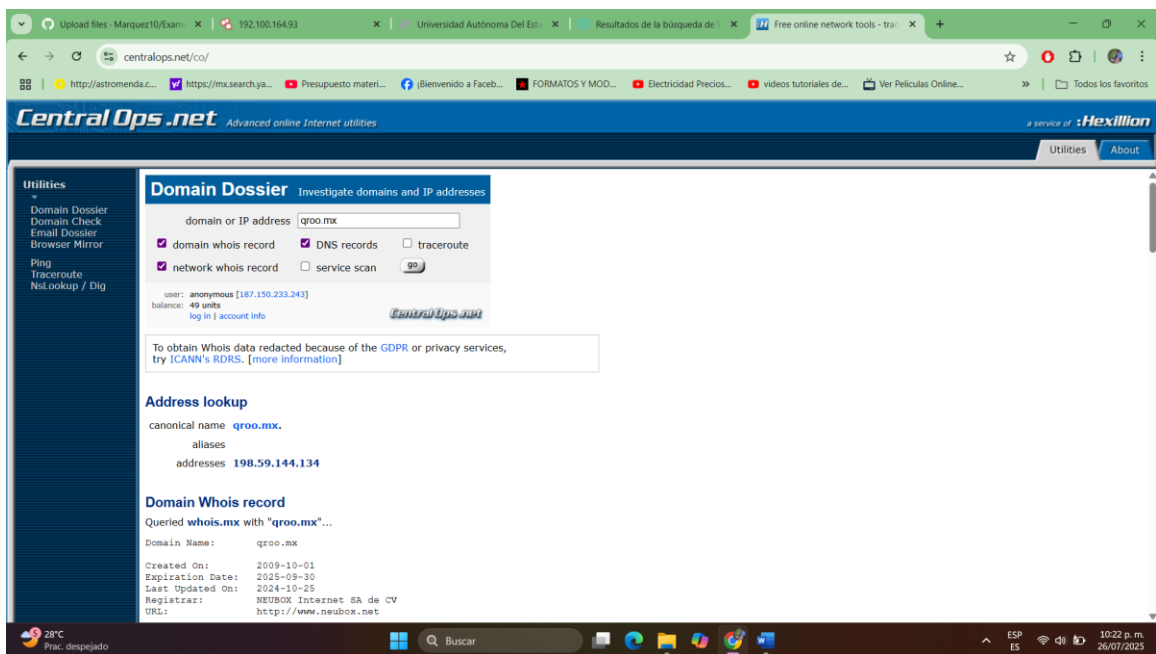 Upload files - Marquez10/Exam
192.100.164.93
Universidad Autónoma Del Est
Resultados de la búsqueda de
Free online network tools - trac
centralops.net/co/
http://astromenda.c...
https://mx.search.ya...
Presupuesto materi...
¡Bienvenido a Faceb...
FORMATOS Y MOD...
Electricidad Precios...
videos tutoriales de...
Ver Peliculas Online...
»
Todos los favoritos
Central Ops .net Advanced online Internet utilities
a service of :Hexillion
Utilities About
Utilities
Domain Dossier
Domain Check
Email Dossier
Browser Mirror
Ping
Traceroute
NsLookup / Dig
Domain Dossier Investigate domains and IP addresses
domain or IP address qroo.mx
domain whois record DNS records traceroute
network whois record service scan go
user: anonymous [187.150.233.243]
balance: 49 units
log in | account info
CentralOps.net
To obtain Whois data redacted because of the GDPR or privacy services,
try ICANN's RDRS. [more information]
Address lookup
canonical name qroo.mx.
aliases
addresses 198.59.144.134
Domain Whois record
Queried whois.mx with "qroo.mx"...
Domain Name: qroo.mx
Created On: 2009-10-01
Expiration Date: 2025-09-30
Last Updated On: 2024-10-25
Registrar: NEUBOX Internet SA de CV
URL: http://www.neubox.net
5
28°C
Prac. despejado
Buscar
ESP
ES
10:22 p. m.
26/07/2025